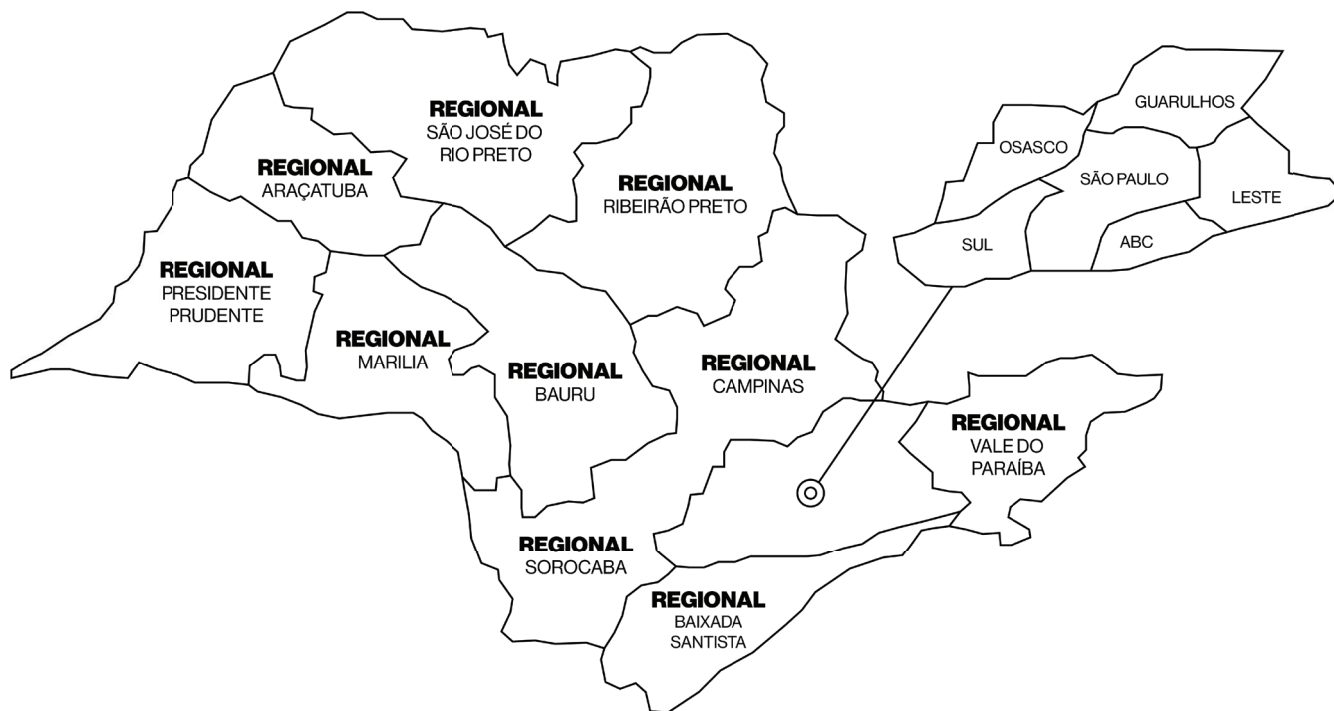 REGIONAL
SÃO JOSÉ DO
RIO PRETO
REGIONAL
ARAÇATUBA
REGIONAL
RIBEIRÃO PRETO
REGIONAL
PRESIDENTE
PRUDENTE
REGIONAL
MARILIA
REGIONAL
BAURU
REGIONAL
CAMPINAS
REGIONAL
VALE DO
PARAÍBA
REGIONAL
SOROCABA
REGIONAL
BAIXADA
SANTISTA
GUARULHOS
OSASCO
SÃO PAULO
LESTE
SUL
ABC